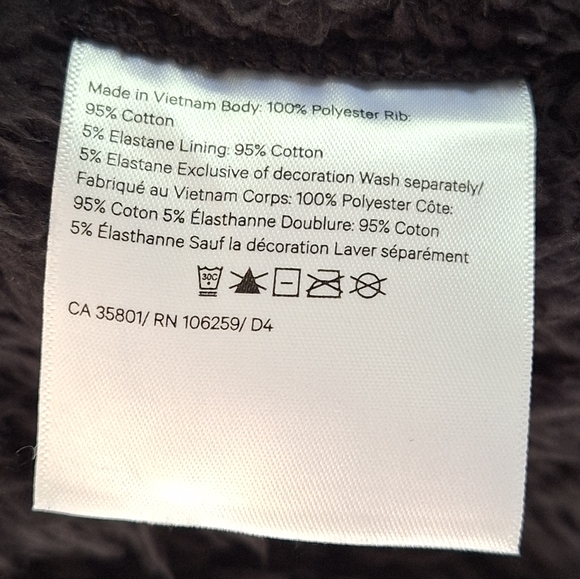 Made in Vietnam Body: 100% Polyester Rib:
95% Cotton
5% Elastane Lining: 95% Cotton
5% Elastane Exclusive of decoration Wash separately/
Fabriqué au Vietnam Corps: 100% Polyester Côte:
95% Coton 5% Élasthanne Doublure: 95% Coton
5% Élasthanne Sauf la décoration Laver séparément
30C
CA 35801/ RN 106259/ D4